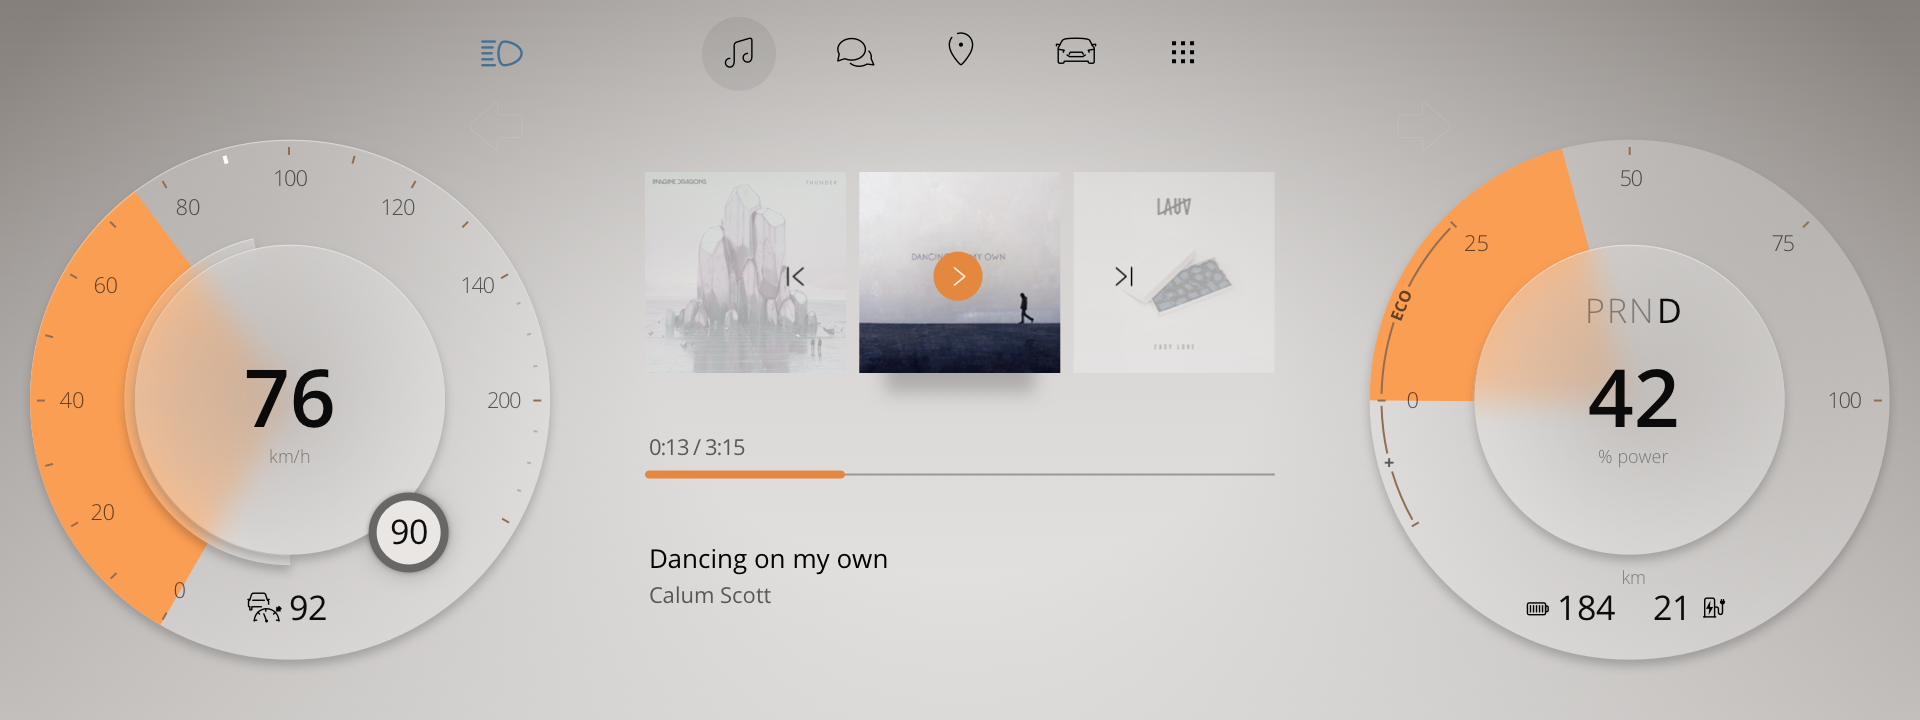 100
80
120
60
140
40
200
20
0
76
km/h
90
92
IMAGINE DRAGONS
THUNDER
DANCING ON MY OWN
LAUV
EASY LOVE
0:13 / 3:15
Dancing on my own
Calum Scott
50
25
75
ECO
0
100
+
PRND
42
% power
km
184
21